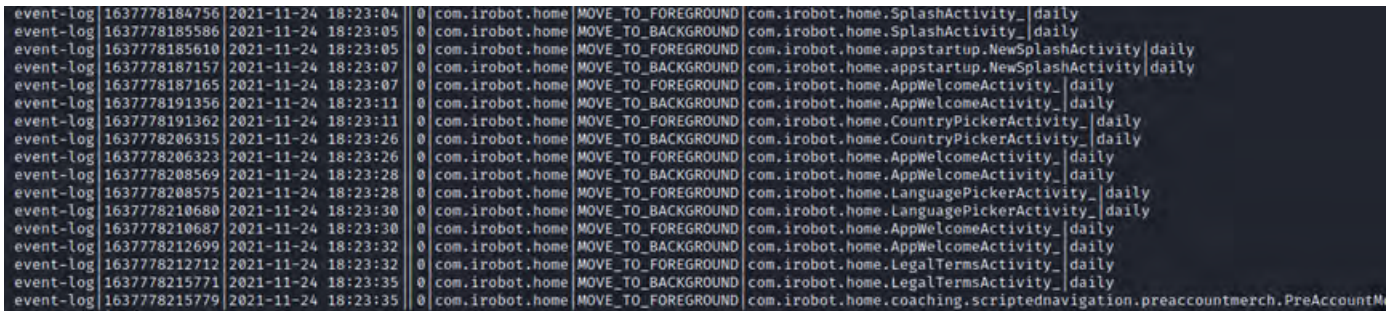 event-log|1637778184756|2021-11-24 18:23:04||0|com.irobot.home|MOVE_TO_FOREGROUND|com.irobot.home.SplashActivity_|daily
event-log|1637778185586|2021-11-24 18:23:05||0|com.irobot.home|MOVE_TO_BACKGROUND|com.irobot.home.SplashActivity_|daily
event-log|1637778185610|2021-11-24 18:23:05||0|com.irobot.home|MOVE_TO_FOREGROUND|com.irobot.home.appstartup.NewSplashActivity|daily
event-log|1637778187157|2021-11-24 18:23:07||0|com.irobot.home|MOVE_TO_BACKGROUND|com.irobot.home.appstartup.NewSplashActivity|daily
event-log|1637778187165|2021-11-24 18:23:07||0|com.irobot.home|MOVE_TO_FOREGROUND|com.irobot.home.AppWelcomeActivity_|daily
event-log|1637778191356|2021-11-24 18:23:11||0|com.irobot.home|MOVE_TO_BACKGROUND|com.irobot.home.AppWelcomeActivity_|daily
event-log|1637778191362|2021-11-24 18:23:11||0|com.irobot.home|MOVE_TO_FOREGROUND|com.irobot.home.CountryPickerActivity_|daily
event-log|1637778206315|2021-11-24 18:23:26||0|com.irobot.home|MOVE_TO_BACKGROUND|com.irobot.home.CountryPickerActivity_|daily
event-log|1637778206323|2021-11-24 18:23:26||0|com.irobot.home|MOVE_TO_FOREGROUND|com.irobot.home.AppWelcomeActivity_|daily
event-log|1637778208569|2021-11-24 18:23:28||0|com.irobot.home|MOVE_TO_BACKGROUND|com.irobot.home.AppWelcomeActivity_|daily
event-log|1637778208575|2021-11-24 18:23:28||0|com.irobot.home|MOVE_TO_FOREGROUND|com.irobot.home.LanguagePickerActivity_|daily
event-log|1637778210680|2021-11-24 18:23:30||0|com.irobot.home|MOVE_TO_BACKGROUND|com.irobot.home.LanguagePickerActivity_|daily
event-log|1637778210687|2021-11-24 18:23:30||0|com.irobot.home|MOVE_TO_FOREGROUND|com.irobot.home.AppWelcomeActivity_|daily
event-log|1637778212699|2021-11-24 18:23:32||0|com.irobot.home|MOVE_TO_BACKGROUND|com.irobot.home.AppWelcomeActivity_|daily
event-log|1637778212712|2021-11-24 18:23:32||0|com.irobot.home|MOVE_TO_FOREGROUND|com.irobot.home.LegalTermsActivity_|daily
event-log|1637778215771|2021-11-24 18:23:35||0|com.irobot.home|MOVE_TO_BACKGROUND|com.irobot.home.LegalTermsActivity_|daily
event-log|1637778215779|2021-11-24 18:23:35||0|com.irobot.home|MOVE_TO_FOREGROUND|com.irobot.home.coaching.scriptednavigation.preaccountmerch.PreAccountMe